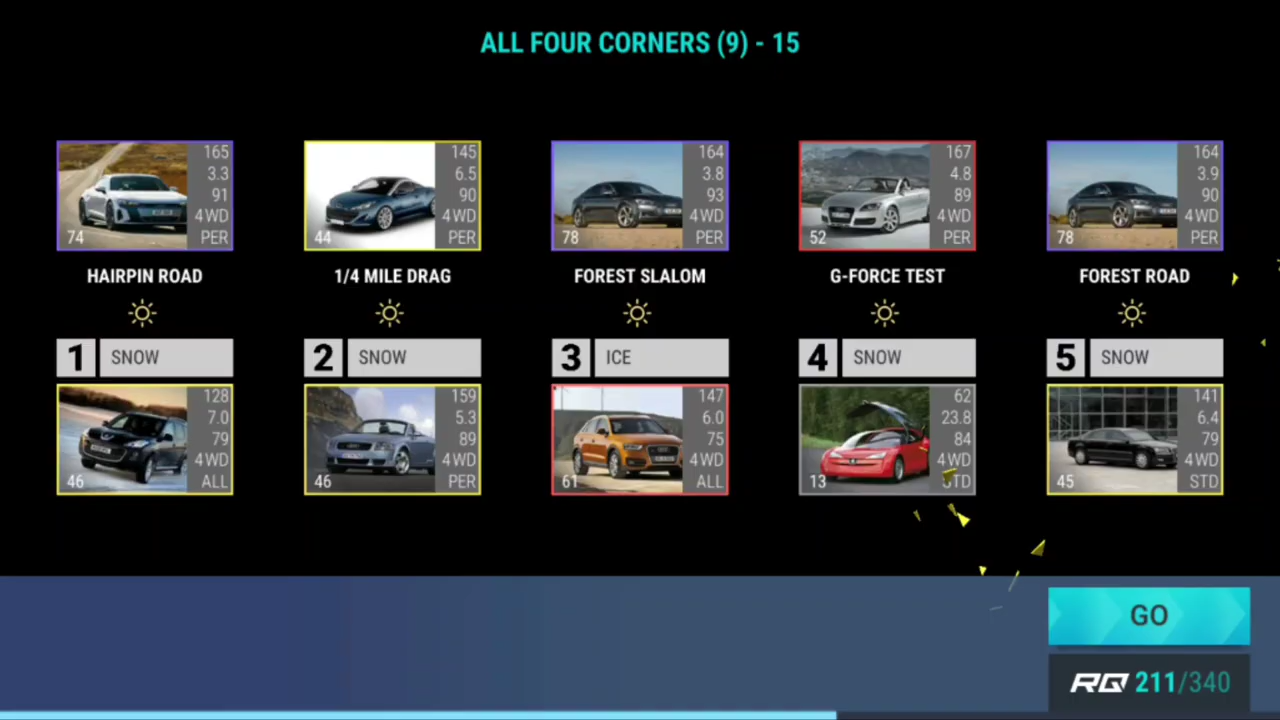 ALL FOUR CORNERS (9) - 15
165
3.3
91
4WD
74 PER
145
6.5
90
4WD
44 PER
164
3.8
93
4WD
78 PER
167
4.8
89
4WD
52 PER
164
3.9
90
4WD
78 PER
HAIRPIN ROAD
1/4 MILE DRAG
FOREST SLALOM
G-FORCE TEST
FOREST ROAD
1 SNOW
2 SNOW
3 ICE
4 SNOW
5 SNOW
128
7.0
79
4WD
46 ALL
159
5.3
89
4WD
46 PER
147
6.0
75
4WD
61 ALL
62
23.8
84
4WD
13 STD
141
6.4
79
4WD
45 STD
GO
RQ 211/340